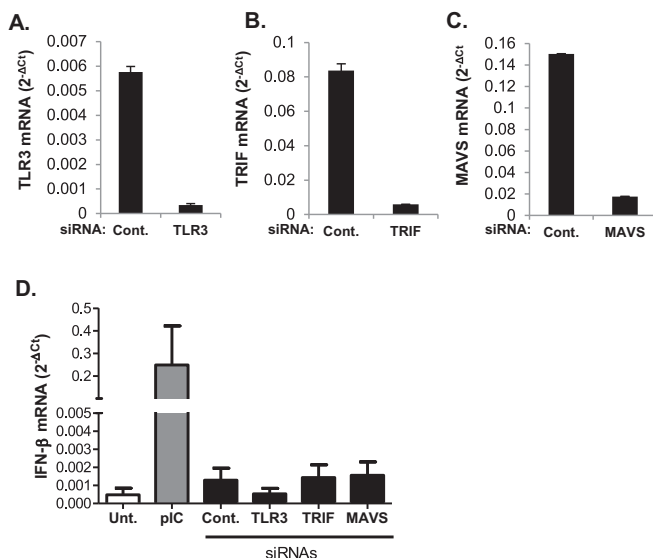 A.
TLR3 mRNA (2-ΔCt)
0.007
0.006
0.005
0.004
0.003
0.002
0.001
0
siRNA: Cont. TLR3
B.
TRIF mRNA (2-ΔCt)
0.1
0.08
0.06
0.04
0.02
0
siRNA: Cont. TRIF
C.
MAVS mRNA (2-ΔCt
0.16
0.14
0.12
0.1
0.08
0.06
0.04
0.02
0
siRNA: Cont. MAVS
D.
IFN-β mRNA (2-ΔCt)
0.5
0.4
0.3
0.2
0.005
0.004
0.003
0.002
0.001
0.000
Unt. pIC Cont. TLR3 TRIF MAVS
siRNAs